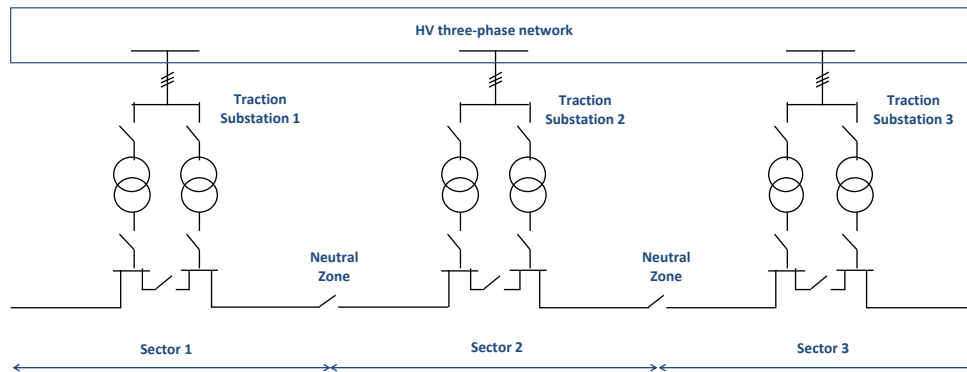 HV three-phase network
Traction
Substation 1
Traction
Substation 2
Traction
Substation 3
Neutral
Zone
Neutral
Zone
Sector 1
Sector 2
Sector 3